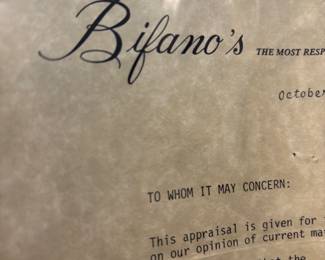 Bifano's THE MOST RESP
October
TO WHOM IT MAY CONCERN:
This appraisal is given for
on our opinion of current ma
t the